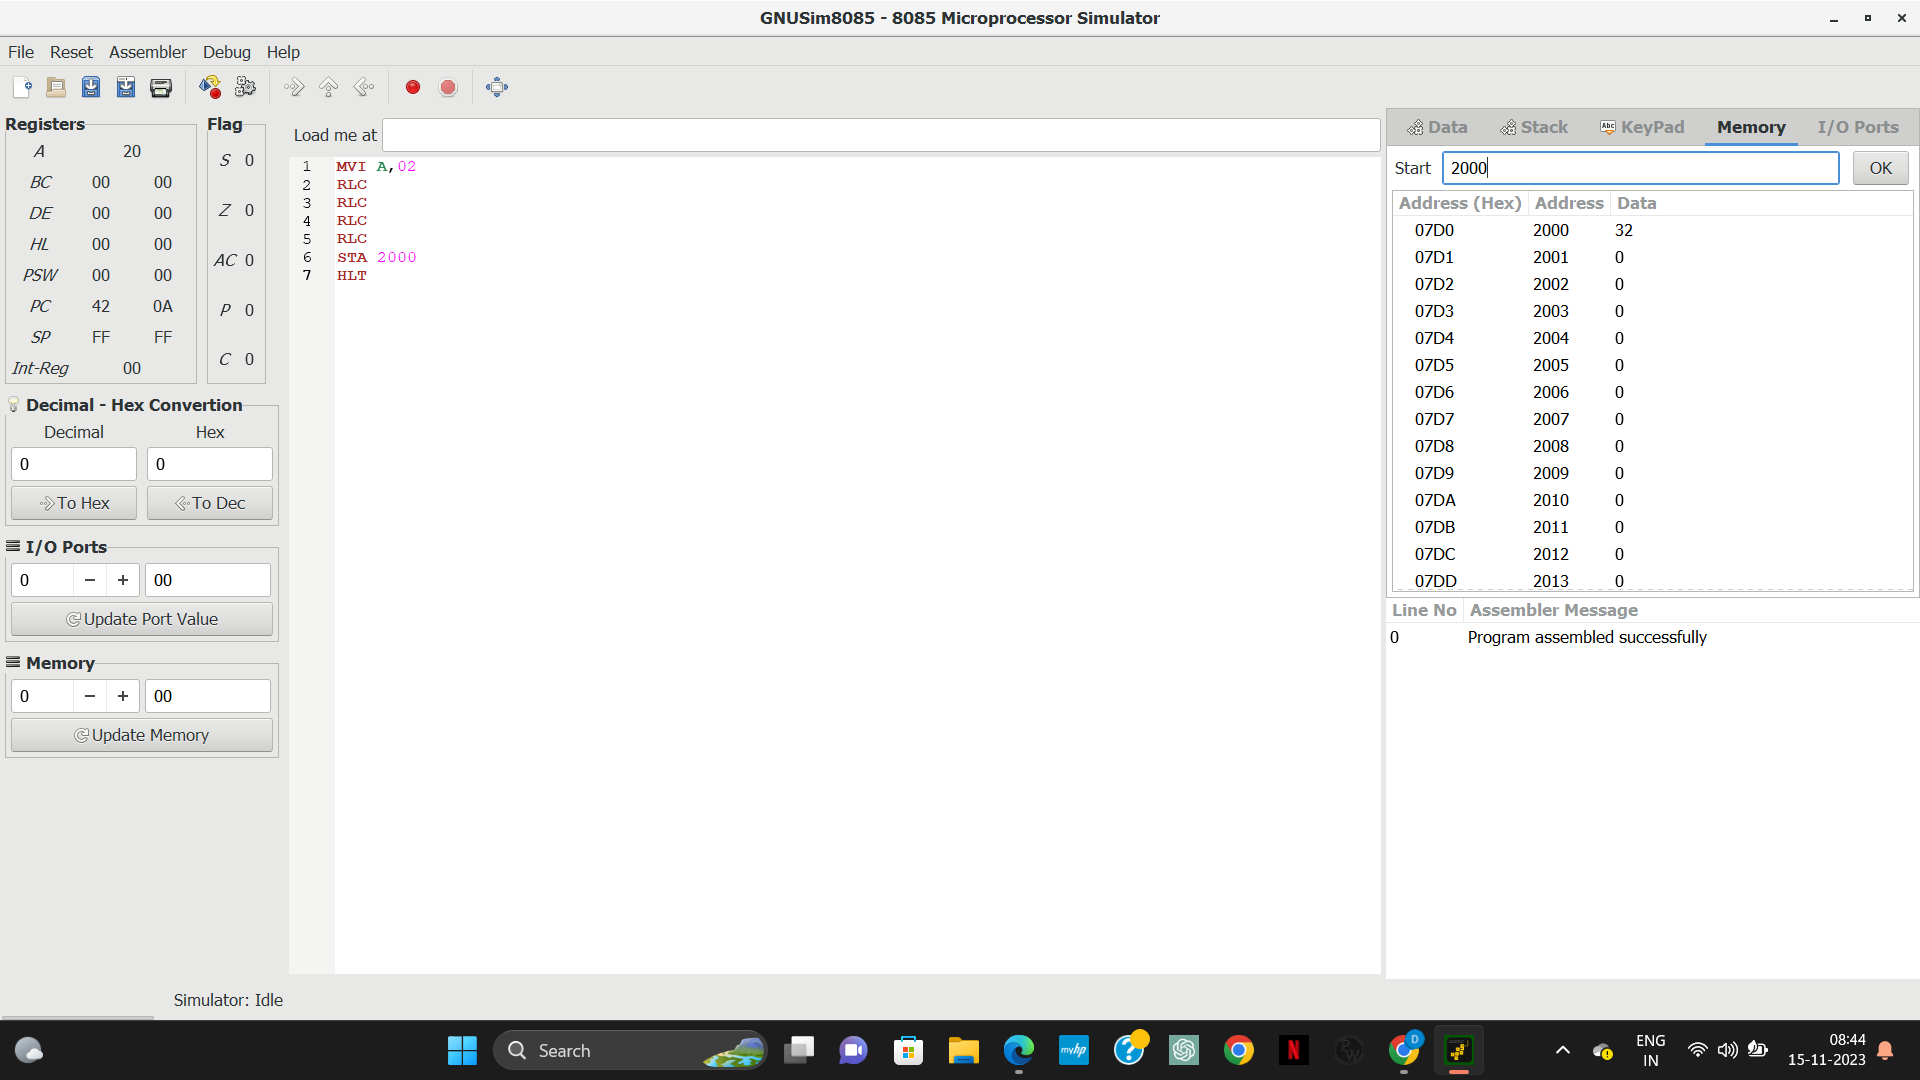 GNUSim8085 - 8085 Microprocessor Simulator
File Reset Assembler Debug Help
Registers
A 20
BC 00 00
DE 00 00
HL 00 00
PSW 00 00
PC 42 0A
SP FF FF
Int-Reg 00
Flag
S 0
Z 0
AC 0
P 0
C 0
Decimal - Hex Convertion
Decimal Hex
0 0
To Hex To Dec
I/O Ports
0 − + 00
Update Port Value
Memory
0 − + 00
Update Memory
Load me at
1 MVI A,02
2 RLC
3 RLC
4 RLC
5 RLC
6 STA 2000
7 HLT
Data Stack Abc KeyPad Memory I/O Ports
Start 2000 OK
Address (Hex) Address Data
07D0 2000 32
07D1 2001 0
07D2 2002 0
07D3 2003 0
07D4 2004 0
07D5 2005 0
07D6 2006 0
07D7 2007 0
07D8 2008 0
07D9 2009 0
07DA 2010 0
07DB 2011 0
07DC 2012 0
07DD 2013 0
Line No Assembler Message
0 Program assembled successfully
Simulator: Idle
Search
myhp
N
D
ENG
IN
08:44
15-11-2023